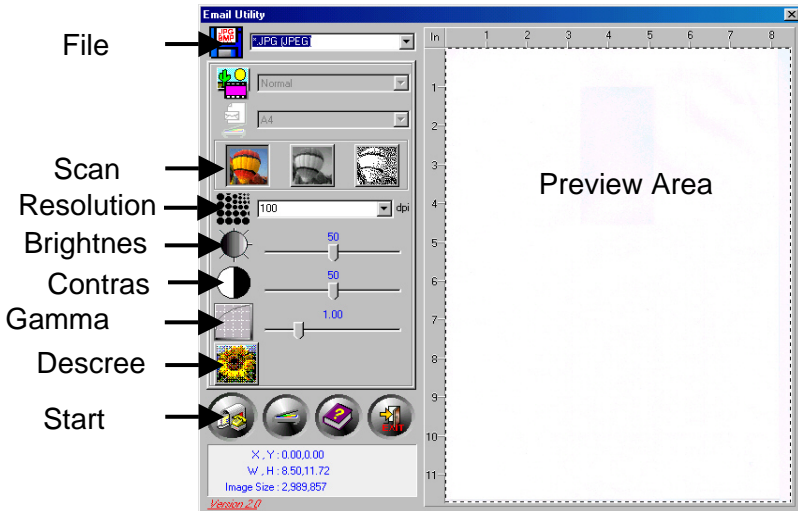 Email Utility
File
JPG
BMP
*.JPG (JPEG)
In 1 2 3 4 5 6 7 8
Normal
A4
1
2
3
4
5
6
7
8
9
10
11
Scan
Preview Area
Resolution
100 dpi
Brightnes
50
Contras
50
Gamma
1.00
Descree
Start
?
EXIT
X , Y : 0.00,0.00
W , H : 8.50,11.72
Image Size : 2,989,857
Version 2.0